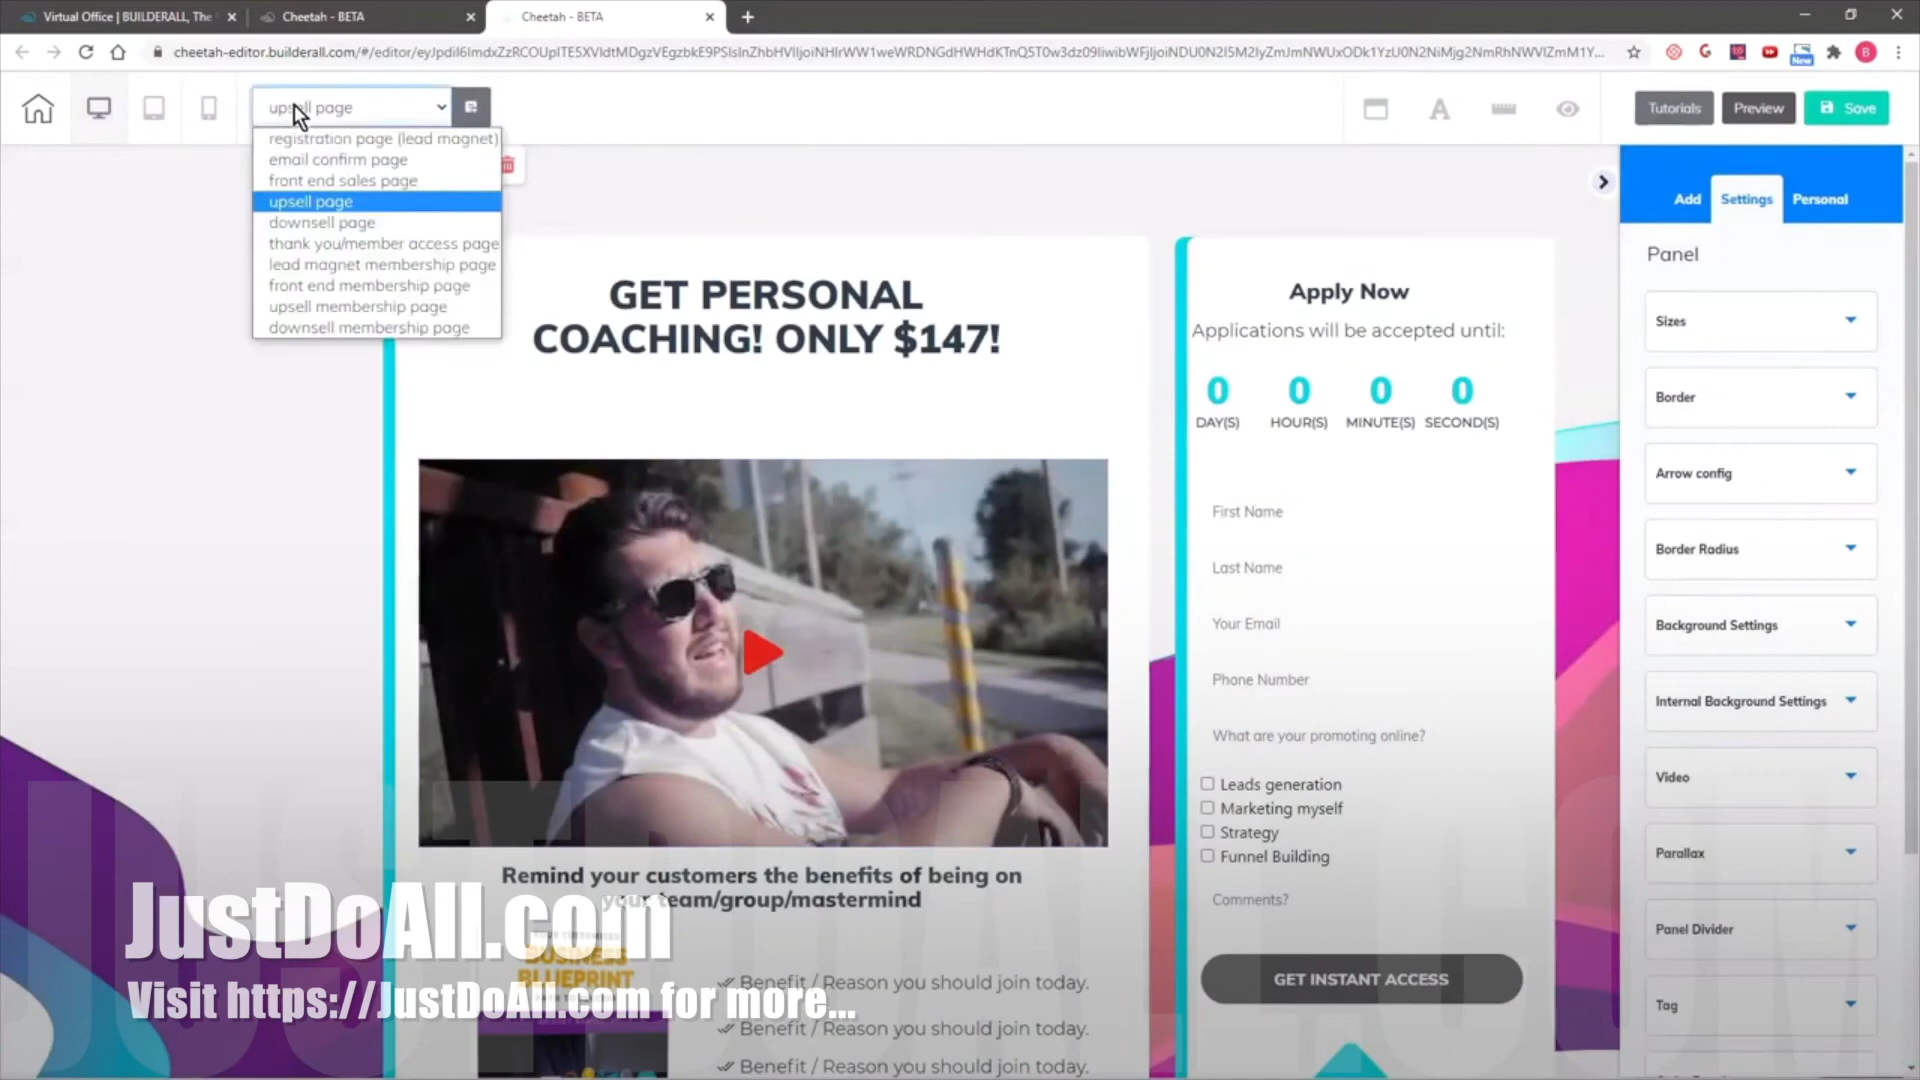 Virtual Office | BUILDERALL, The
Cheetah - BETA
Cheetah - BETA
upsell page
registration page (lead magnet)
email confirm page
front end sales page
upsell page
downsell page
thank you/member access page
lead magnet membership page
front end membership page
upsell membership page
downsell membership page
Tutorials
Preview
Save
Add
Settings
Personal
Panel
Sizes
Border
Arrow config
Border Radius
Background Settings
Internal Background Settings
Video
Parallax
Panel Divider
Tag
GET PERSONAL
COACHING! ONLY $147!
Remind your customers the benefits of being on
your team/group/mastermind
BUSINESS
BLUEPRINT
Benefit / Reason you should join today.
Benefit / Reason you should join today.
Benefit / Reason you should join today.
Apply Now
Applications will be accepted until:
0 0 0 0
DAY(S) HOUR(S) MINUTE(S) SECOND(S)
First Name
Last Name
Your Email
Phone Number
What are your promoting online?
Leads generation
Marketing myself
Strategy
Funnel Building
Comments?
GET INSTANT ACCESS
JustDoAll.com
Visit https://JustDoAll.com for more...